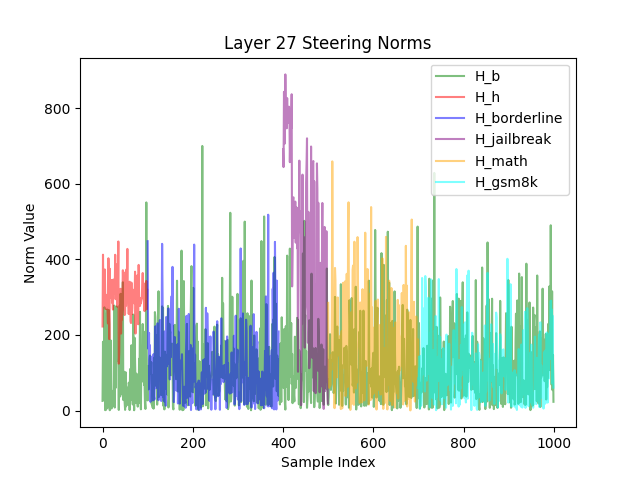 Layer 27 Steering Norms
Norm Value
800
600
400
200
0
H_b
H_h
H_borderline
H_jailbreak
H_math
H_gsm8k
0 200 400 600 800 1000
Sample Index